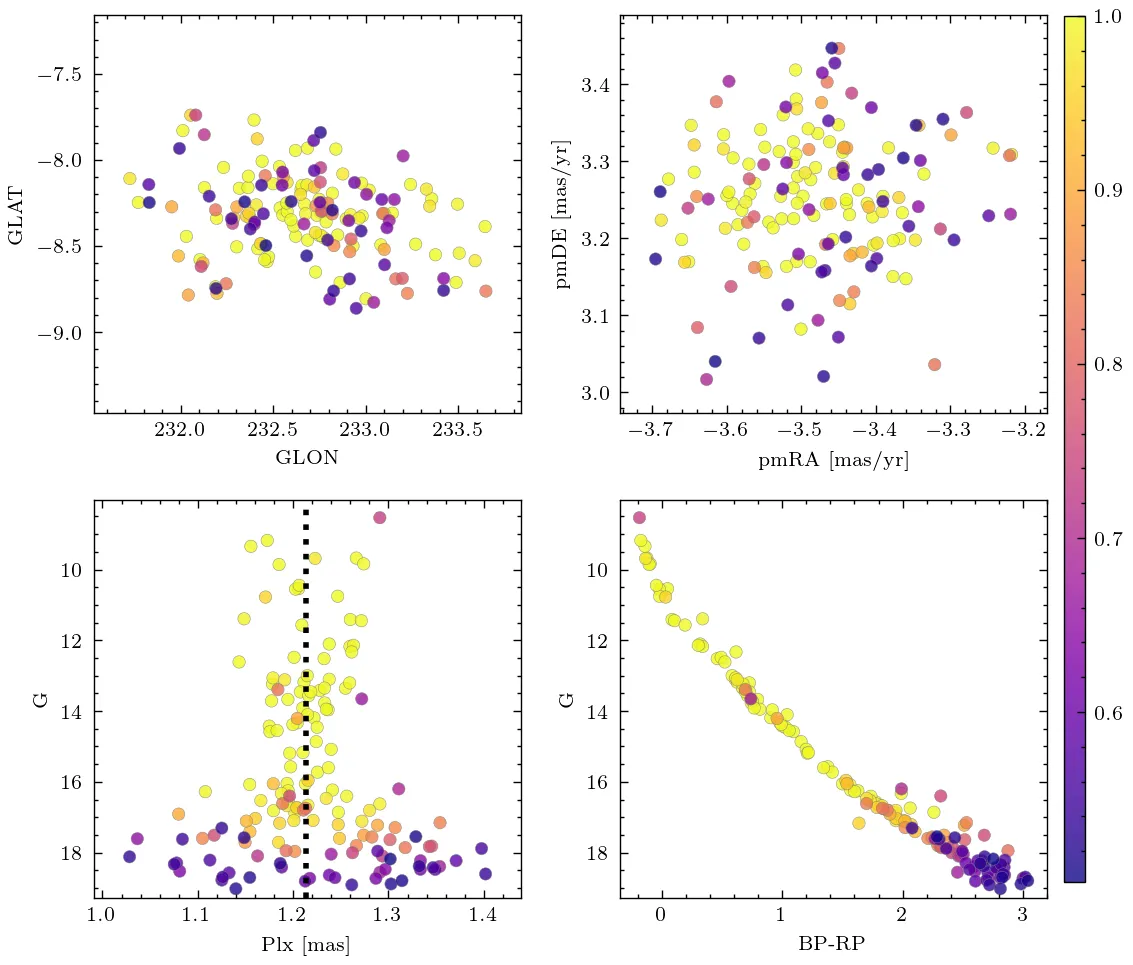 −7.5
−8.0
−8.5
−9.0
GLAT
232.0 232.5 233.0 233.5
GLON
3.4
3.3
3.2
3.1
3.0
pmDE [mas/yr]
−3.7 −3.6 −3.5 −3.4 −3.3 −3.2
pmRA [mas/yr]
1.0
0.9
0.8
0.7
0.6
10
12
14
16
18
G
1.0 1.1 1.2 1.3 1.4
Plx [mas]
10
12
14
16
18
G
0 1 2 3
BP-RP